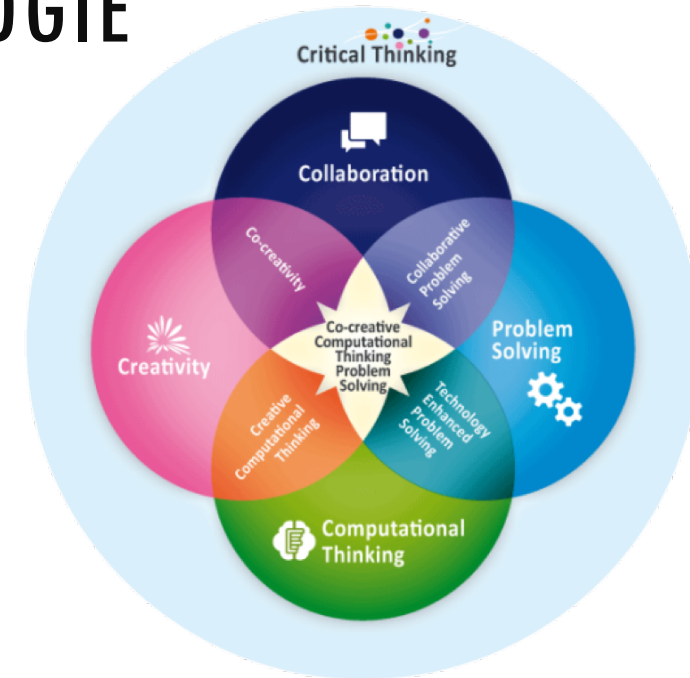 OGIE
Critical Thinking
Collaboration
Co-creativity
Collaborative
Problem
Solving
Creativity
Co-creative
Computational
Thinking
Problem
Solving
Problem
Solving
Creative
Computational
Thinking
Technology
Enhanced
Problem
Solving
Computational
Thinking